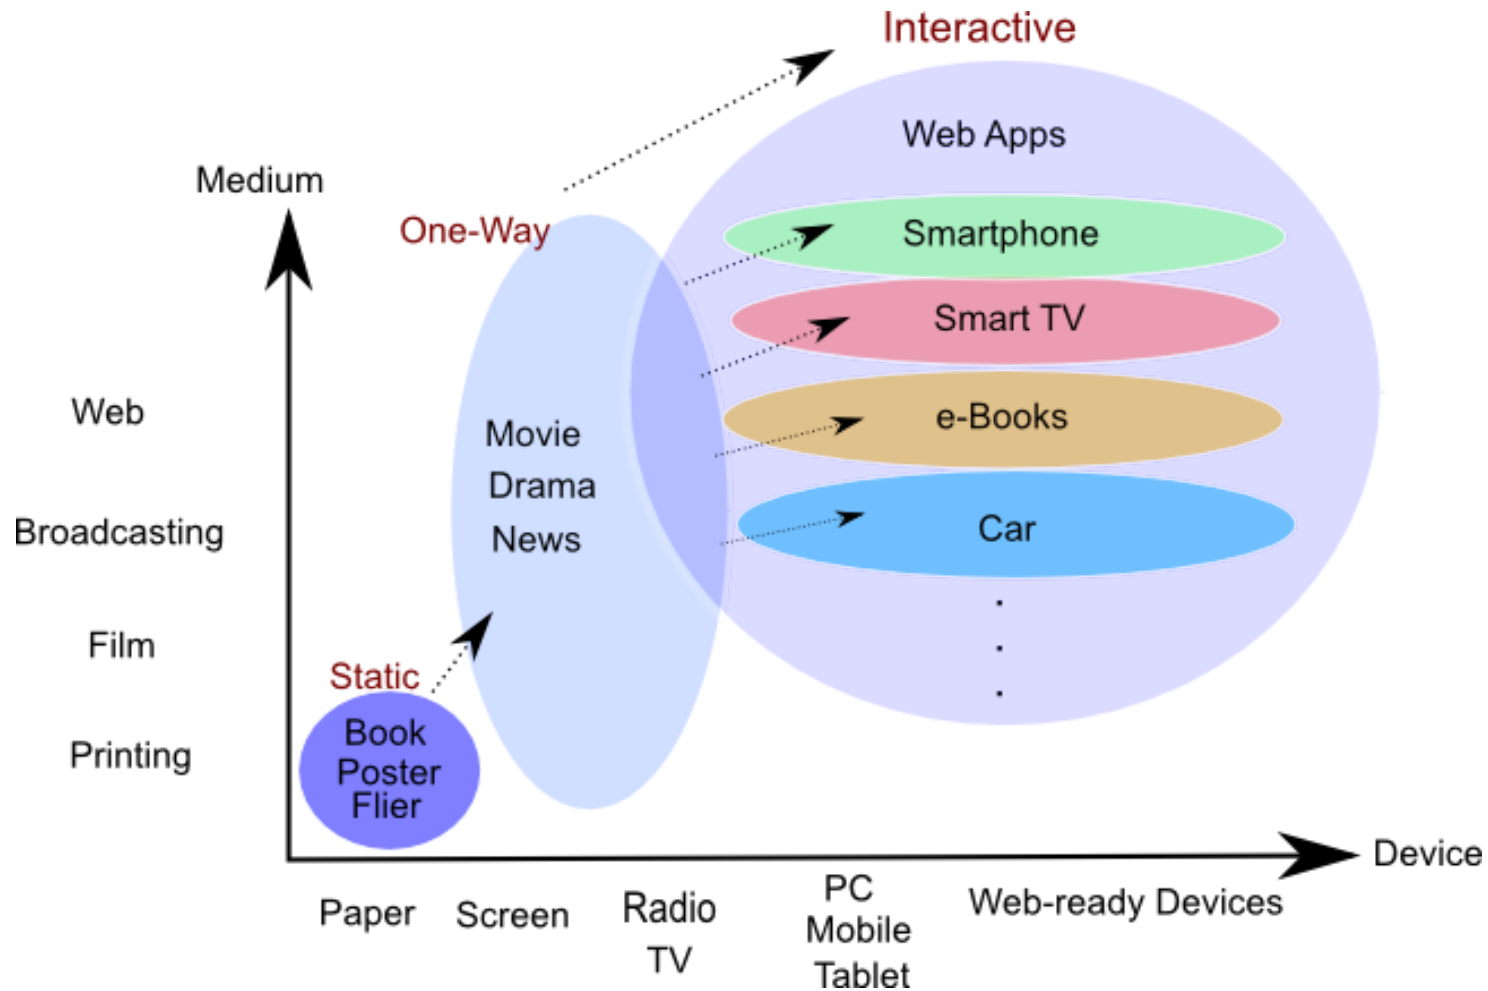 Interactive
Web Apps
Medium
One-Way
Smartphone
Smart TV
Web
e-Books
Movie
Drama
News
Broadcasting
Car
.
.
.
Film
Static
Printing
Book
Poster
Flier
Device
Paper
Screen
Radio
TV
PC
Mobile
Tablet
Web-ready Devices